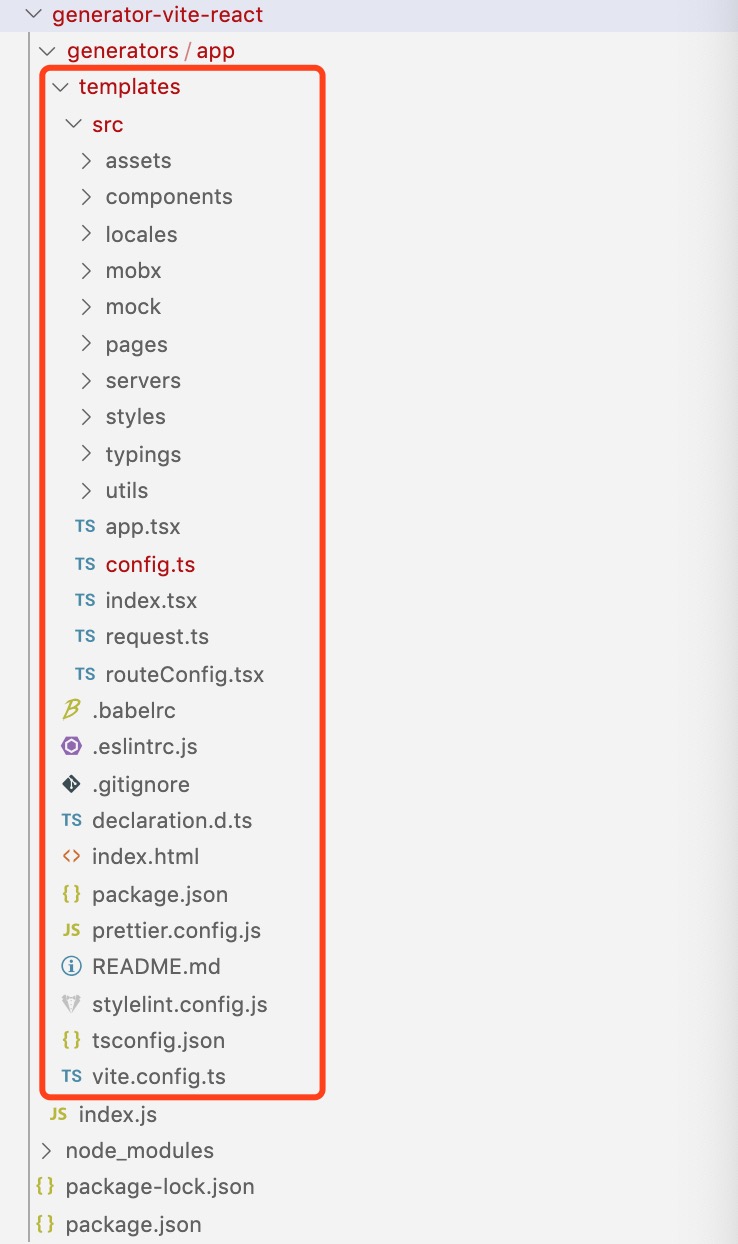 generator-vite-react
generators / app
templates
src
assets
components
locales
mobx
mock
pages
servers
styles
typings
utils
TS app.tsx
TS config.ts
TS index.tsx
TS request.ts
TS routeConfig.tsx
.babelrc
.eslintrc.js
.gitignore
TS declaration.d.ts
<> index.html
{} package.json
JS prettier.config.js
README.md
stylelint.config.js
{} tsconfig.json
TS vite.config.ts
JS index.js
node_modules
{} package-lock.json
{} package.json